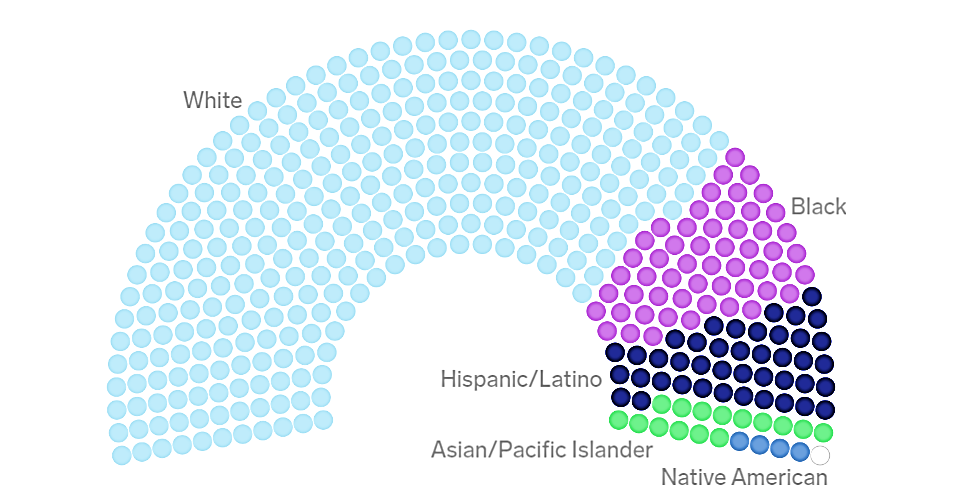 White
Black
Hispanic/Latino
Asian/Pacific Islander
Native American